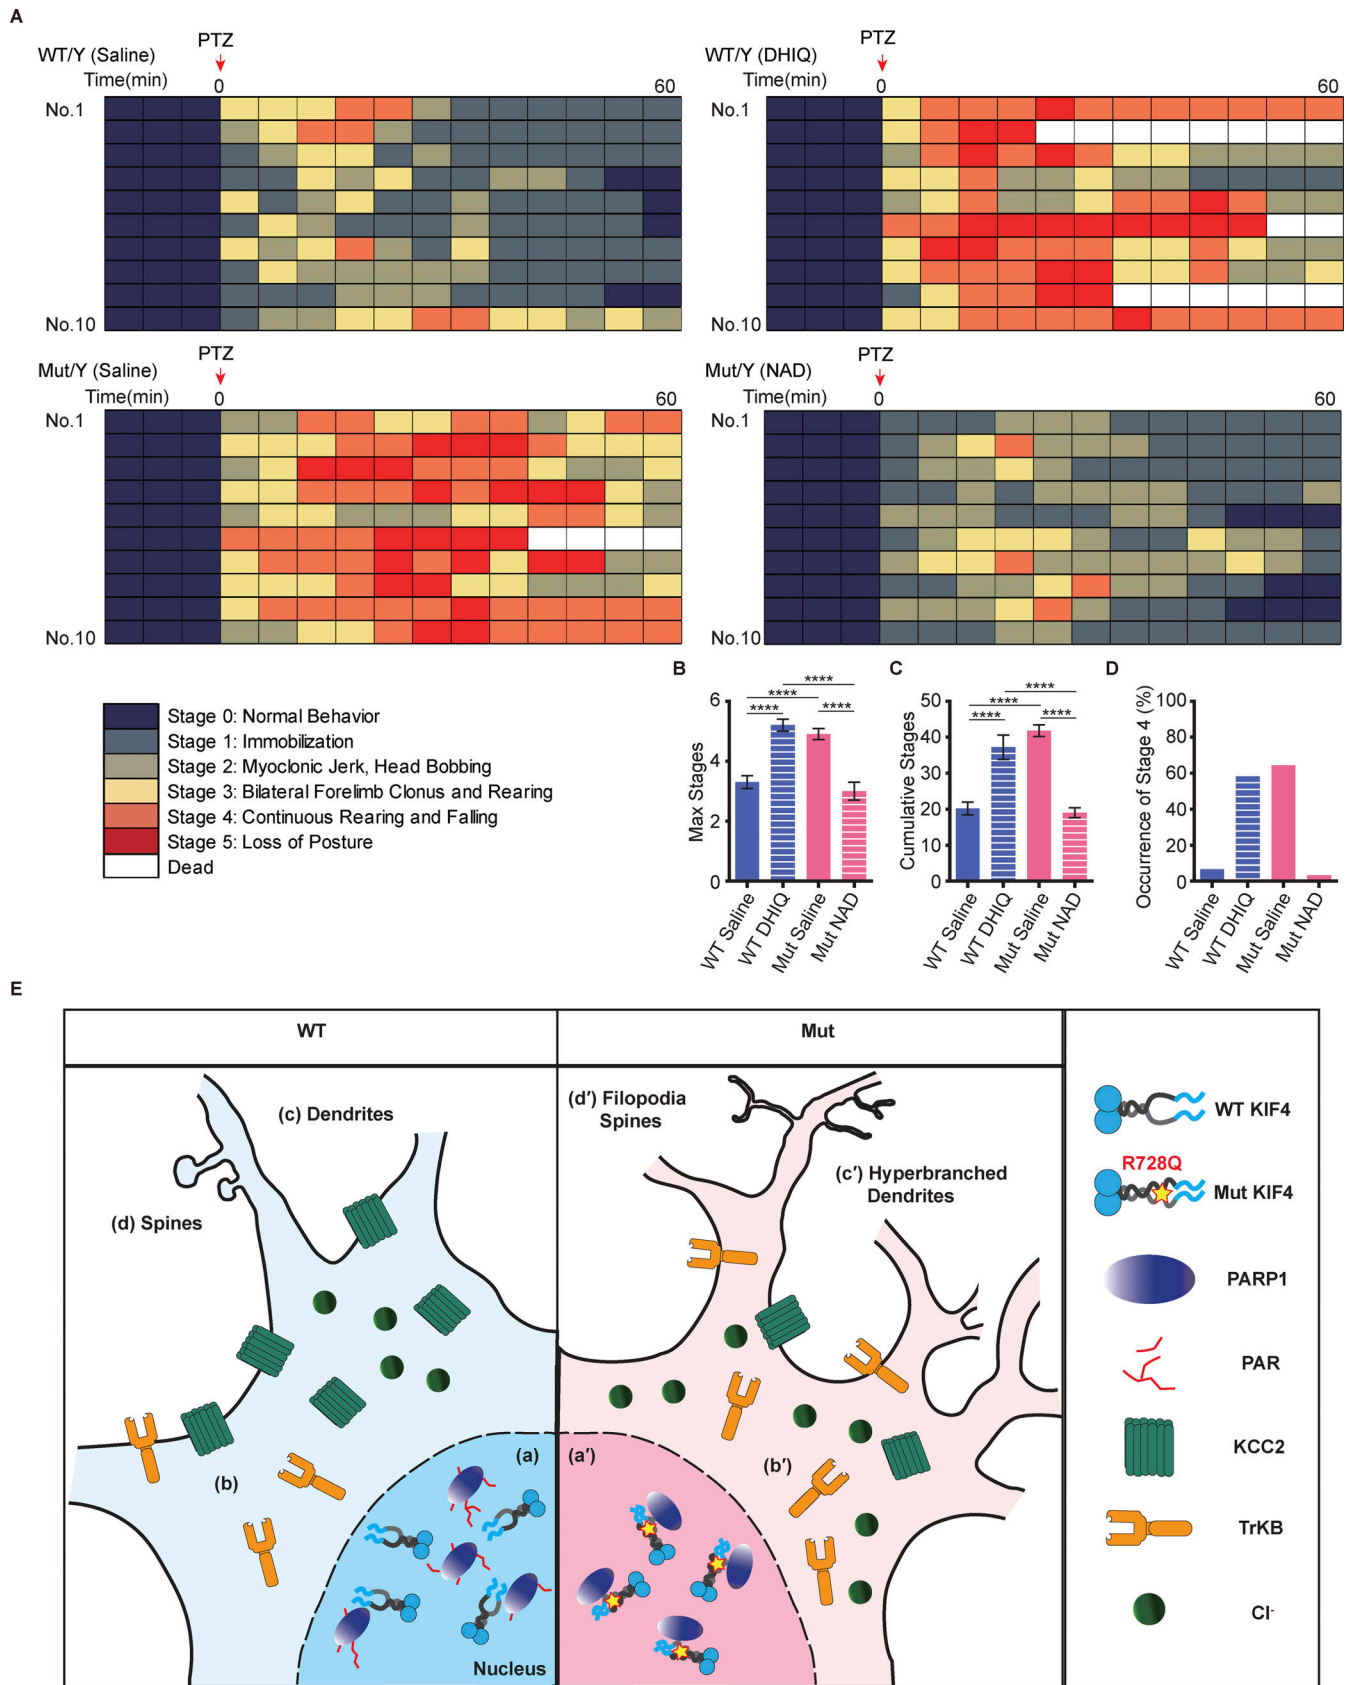 A
WT/Y (Saline)
PTZ
Time(min)
0
60
No.1
No.10
WT/Y (DHIQ)
PTZ
Time(min)
0
60
No.1
No.10
Mut/Y (Saline)
PTZ
Time(min)
0
60
No.1
No.10
Mut/Y (NAD)
PTZ
Time(min)
0
60
No.1
No.10
Stage 0: Normal Behavior
Stage 1: Immobilization
Stage 2: Myoclonic Jerk, Head Bobbing
Stage 3: Bilateral Forelimb Clonus and Rearing
Stage 4: Continuous Rearing and Falling
Stage 5: Loss of Posture
Dead
B
Max Stages
6
4
2
0
****
****
****
****
WT Saline
WT DHIQ
Mut Saline
Mut NAD
C
Cumulative Stages
50
40
30
20
10
0
****
****
****
****
WT Saline
WT DHIQ
Mut Saline
Mut NAD
D
Occurrence of Stage 4 (%)
100
80
60
40
20
0
WT Saline
WT DHIQ
Mut Saline
Mut NAD
E
WT
Mut
(c) Dendrites
(d) Spines
(b)
(a)
Nucleus
(d′) Filopodia
Spines
(c′) Hyperbranched
Dendrites
(a′)
(b′)
WT KIF4
R728Q
Mut KIF4
PARP1
PAR
KCC2
TrKB
Cl-